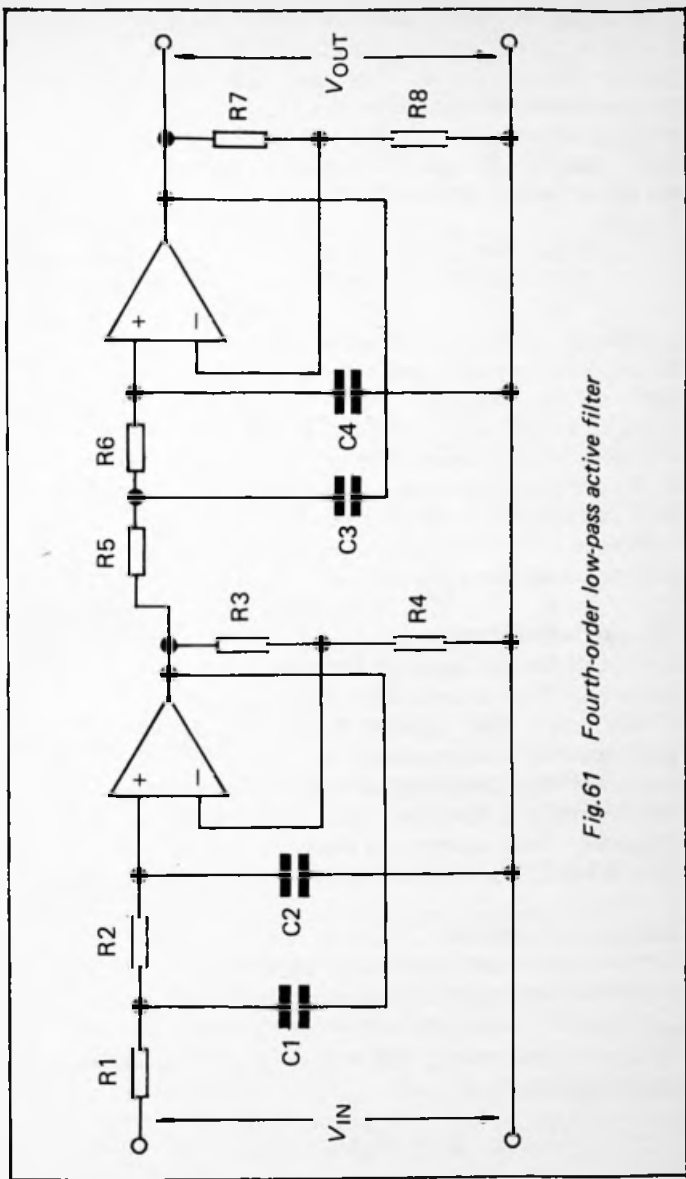 R1
R2
R5
R6
+
−
+
−
R3
R4
R7
R8
C1
C2
C3
C4
VIN
VOUT
Fig.61 Fourth-order low-pass active filter